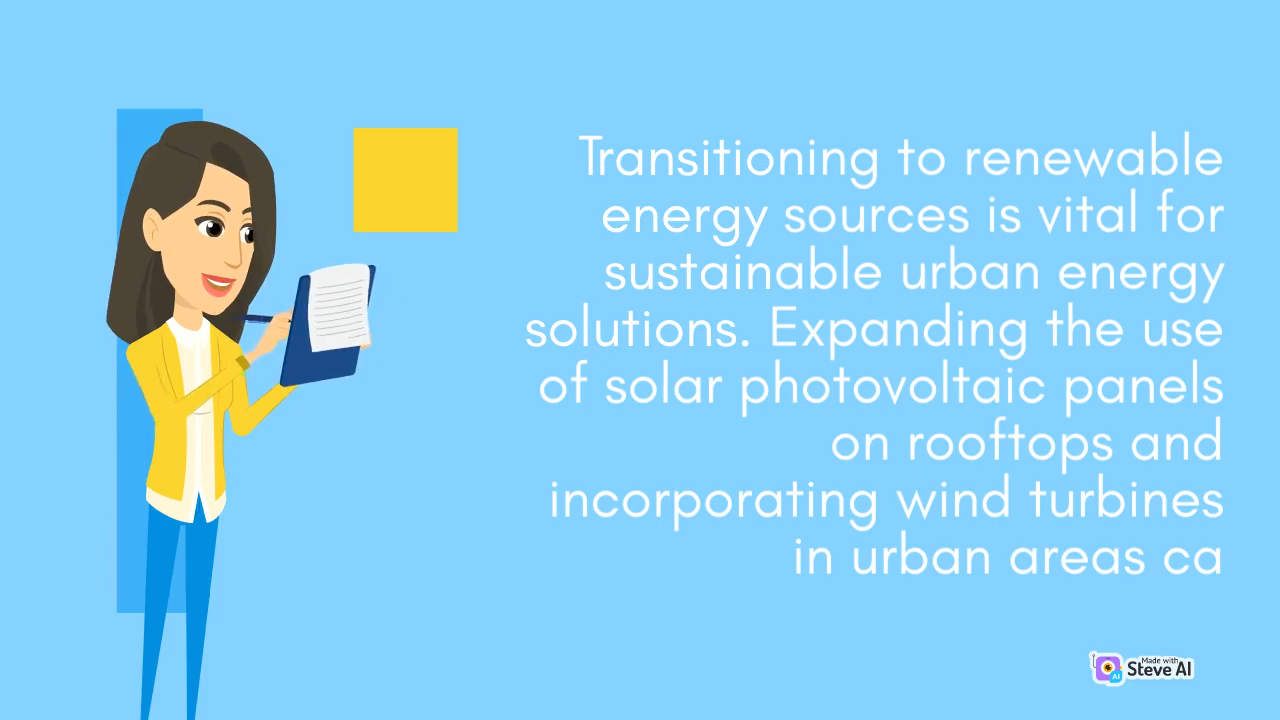 Transitioning to renewable
energy sources is vital for
sustainable urban energy
solutions. Expanding the use
of solar photovoltaic panels
on rooftops and
incorporating wind turbines
in urban areas ca
Made with
Steve AI
AI